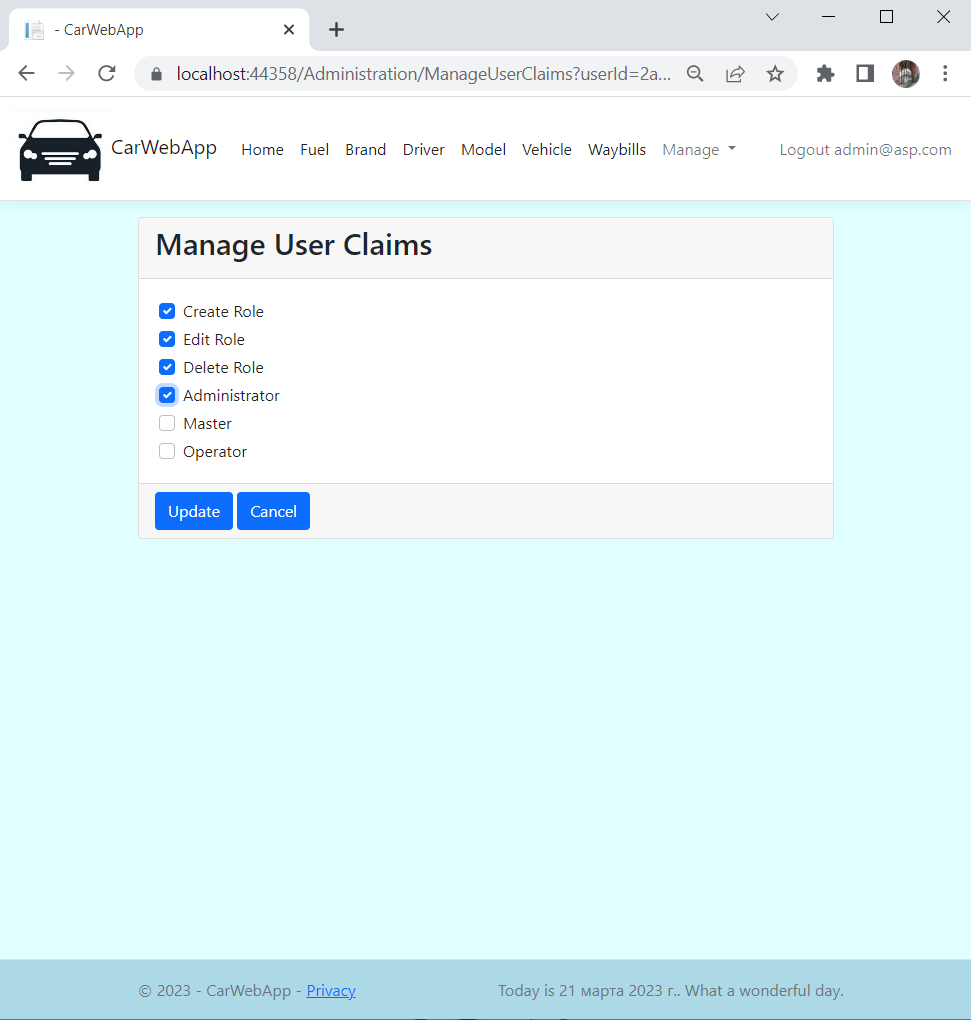 - CarWebApp
localhost:44358/Administration/ManageUserClaims?userId=2a...
CarWebApp Home Fuel Brand Driver Model Vehicle Waybills Manage Logout admin@asp.com
Manage User Claims
Create Role
Edit Role
Delete Role
Administrator
Master
Operator
Update Cancel
© 2023 - CarWebApp - Privacy Today is 21 марта 2023 г.. What a wonderful day.